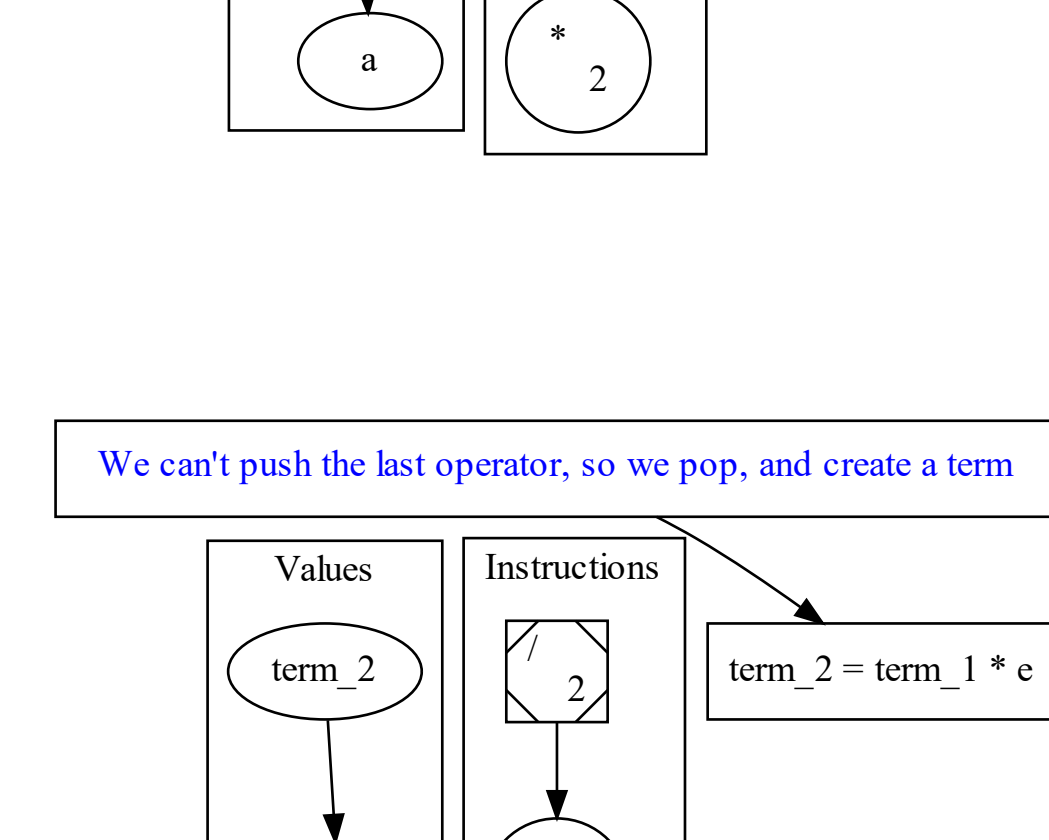 a
*
2
We can't push the last operator, so we pop, and create a term
Values
Instructions
term_2
/
2
term_2 = term_1 * e